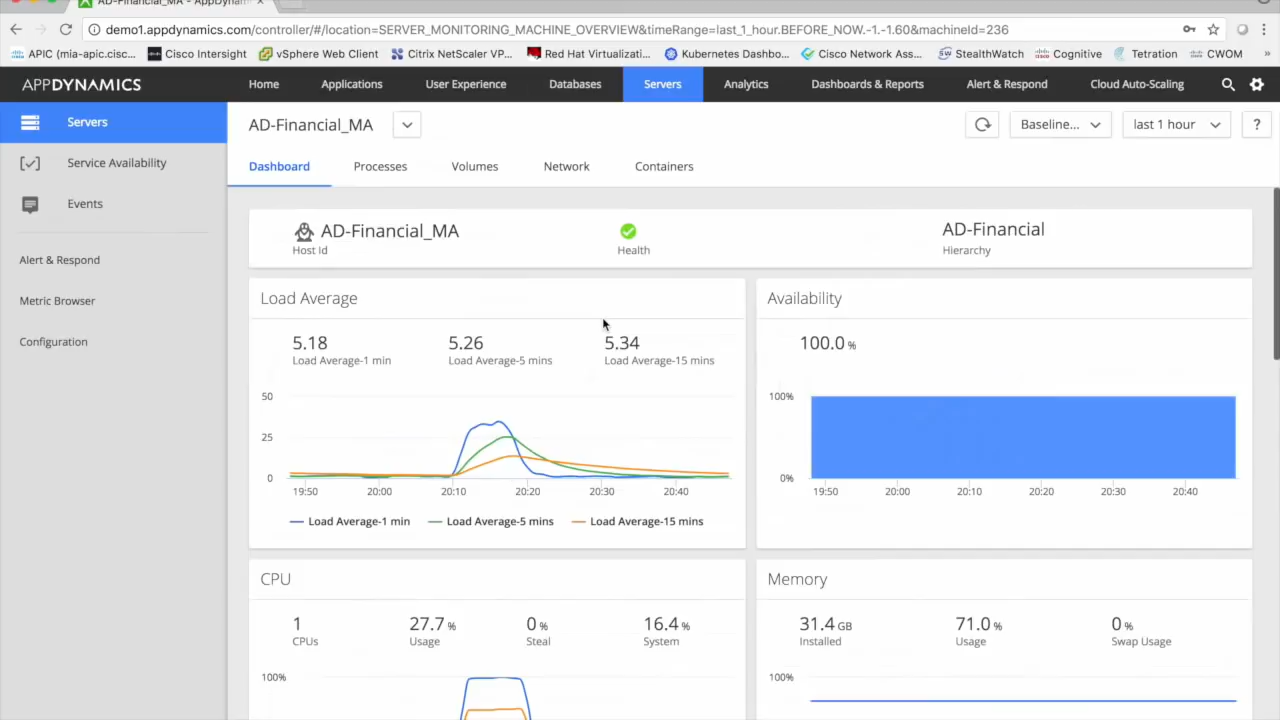 AD-Financial_MA - AppDyn
demo1.appdynamics.com/controller/#/location=SERVER_MONITORING_MACHINE_OVERVIEW&timeRange=last_1_hour.BEFORE_NOW.-1.-1.60&machineId=236
APIC (mia-apic.cisc... Cisco Intersight vSphere Web Client Citrix NetScaler VP... Red Hat Virtualizati... Kubernetes Dashbo... Cisco Network Ass... StealthWatch Cognitive Tetration CWOM »
APPDYNAMICS Home Applications User Experience Databases Servers Analytics Dashboards & Reports Alert & Respond Cloud Auto-Scaling
Servers
Service Availability
Events
Alert & Respond
Metric Browser
Configuration
AD-Financial_MA Baseline... last 1 hour ?
Dashboard Processes Volumes Network Containers
AD-Financial_MA AD-Financial
Host Id Health Hierarchy
Load Average
5.18 5.26 5.34
Load Average-1 min Load Average-5 mins Load Average-15 mins
50
25
0
19:50 20:00 20:10 20:20 20:30 20:40
Load Average-1 min Load Average-5 mins Load Average-15 mins
Availability
100.0 %
100%
0%
19:50 20:00 20:10 20:20 20:30 20:40
CPU
1 27.7 % 0 % 16.4 %
CPUs Usage Steal System
100%
Memory
31.4 GB 71.0 % 0 %
Installed Usage Swap Usage
100%